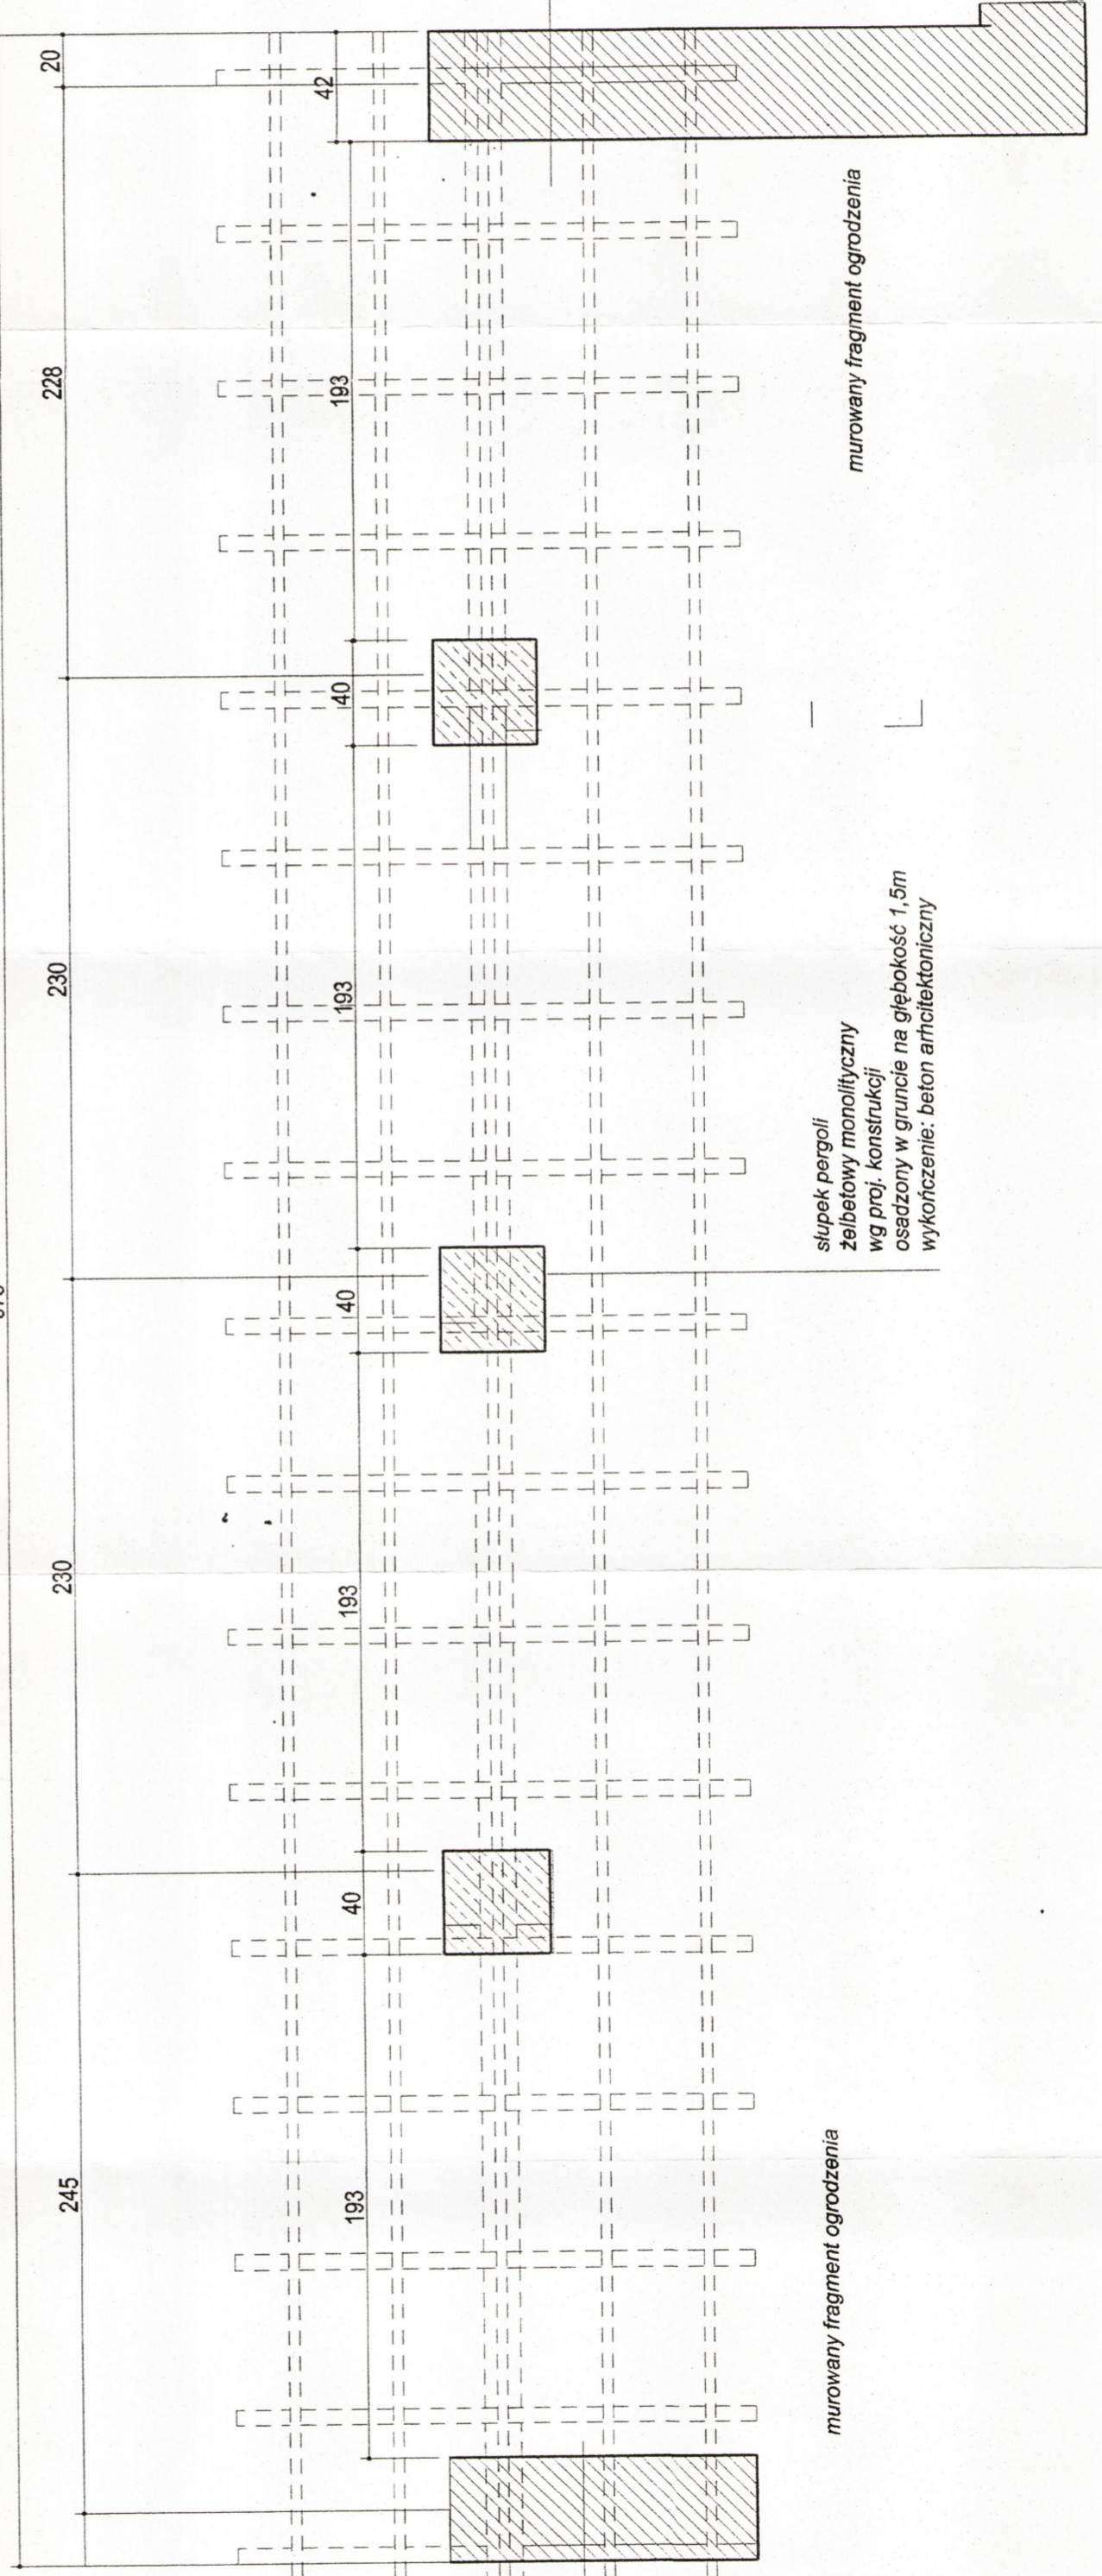 20
228
230
230
245
42
193
40
193
40
193
40
193
murowany fragment ogrodzenia
słupek pergoli
żelbetowy monolityczny
wg proj. konstrukcji
osadzony w gruncie na głębokość 1,5m
wykończenie: beton arhcitektoniczny
murowany fragment ogrodzenia